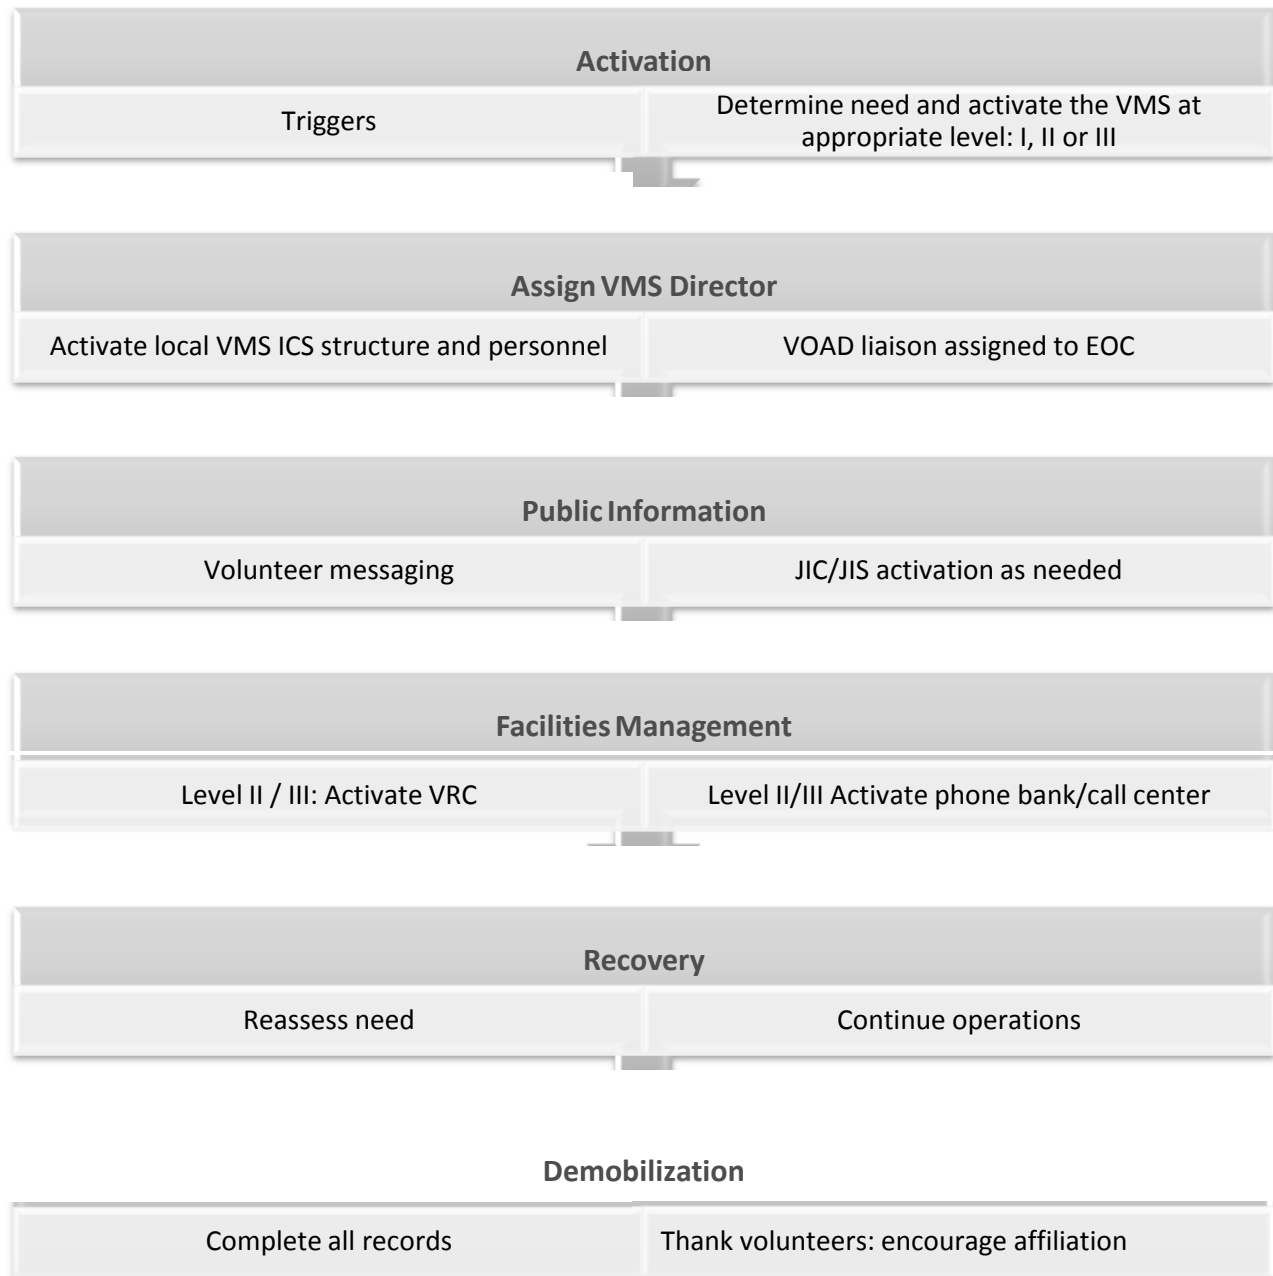 Activation
Triggers
Determine need and activate the VMS at
appropriate level: I, II or III
Assign VMS Director
Activate local VMS ICS structure and personnel
VOAD liaison assigned to EOC
Public Information
Volunteer messaging
JIC/JIS activation as needed
Facilities Management
Level II / III: Activate VRC
Level II/III Activate phone bank/call center
Recovery
Reassess need
Continue operations
Demobilization
Complete all records
Thank volunteers: encourage affiliation